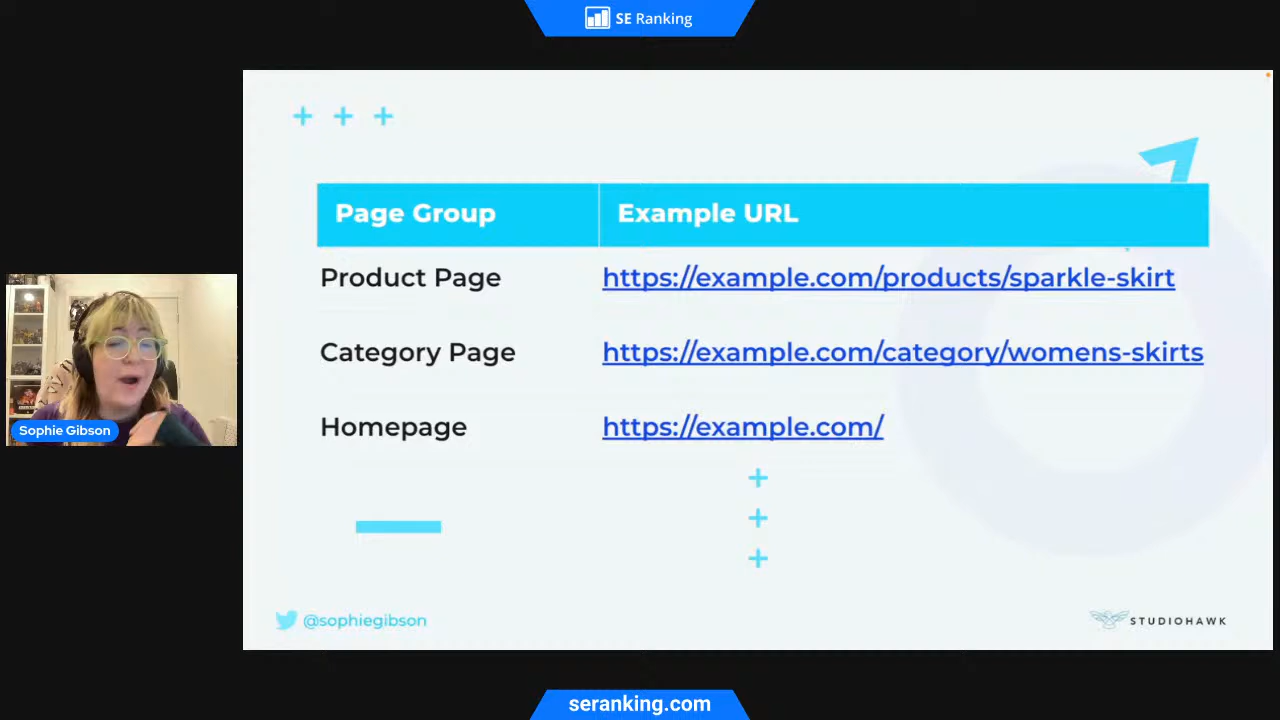 SE Ranking
Page Group
Example URL
Product Page
https://example.com/products/sparkle-skirt
Category Page
https://example.com/category/womens-skirts
Homepage
https://example.com/
Sophie Gibson
@sophiegibson
STUDIOHAWK
seranking.com